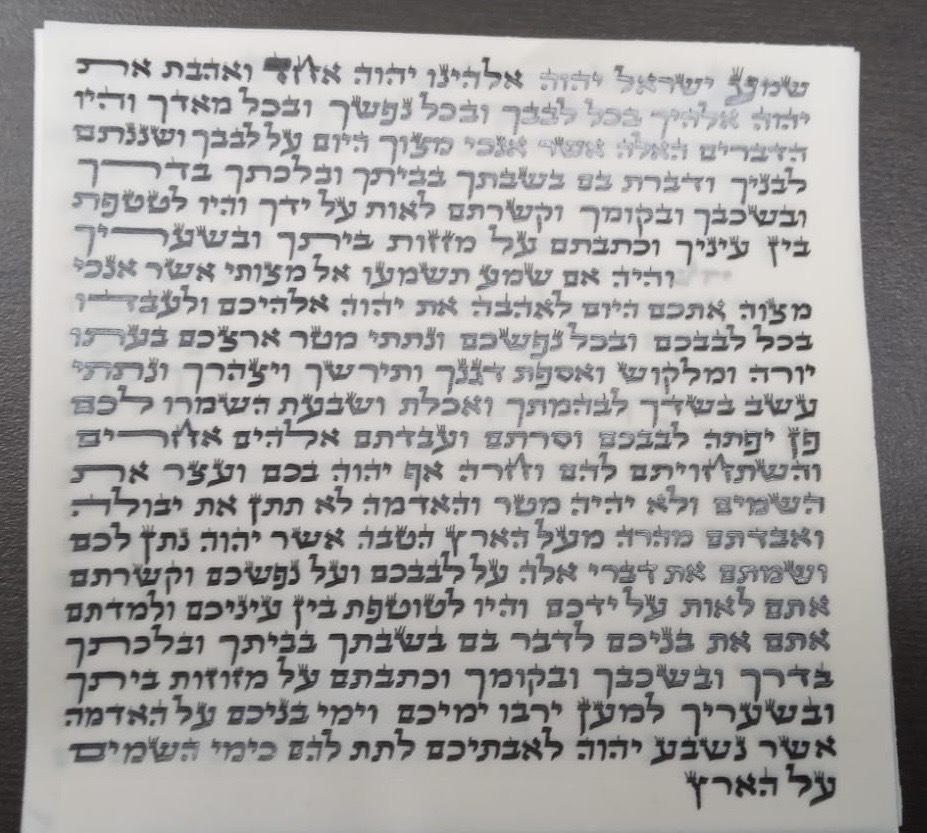 שמע ישראל יהוה אלהינו יהוה אחד ואהבת את
יהוה אלהיך בכל לבבך ובכל נפשך ובכל מאדך והיו
הדברים האלה אשר אנכי מצוך היום על לבבך ושננתם
לבניך ודברת בם בשבתך בביתך ובלכתך בדרך
ובשכבך ובקומך וקשרתם לאות על ידך והיו לטטפת
בין עיניך וכתבתם על מזזות ביתך ובשעריך
והיה אם שמע תשמעו אל מצותי אשר אנכי
מצוה אתכם היום לאהבה את יהוה אלהיכם ולעבדו
בכל לבבכם ובכל נפשכם ונתתי מטר ארצכם בעתו
יורה ומלקוש ואספת דגנך ותירשך ויצהרך ונתתי
עשב בשדך לבהמתך ואכלת ושבעת השמרו לכם
פן יפתה לבבכם וסרתם ועבדתם אלהים אחרים
והשתחויתם להם וחרה אף יהוה בכם ועצר את
השמים ולא יהיה מטר והאדמה לא תתן את יבולה
ואבדתם מהרה מעל הארץ הטבה אשר יהוה נתן לכם
ושמתם את דברי אלה על לבבכם ועל נפשכם וקשרתם
אתם לאות על ידכם והיו לטוטפת בין עיניכם ולמדתם
אתם את בניכם לדבר בם בשבתך בביתך ובלכתך
בדרך ובשכבך ובקומך וכתבתם על מזוזות ביתך
ובשעריך למען ירבו ימיכם וימי בניכם על האדמה
אשר נשבע יהוה לאבתיכם לתת להם כימי השמים
על הארץ